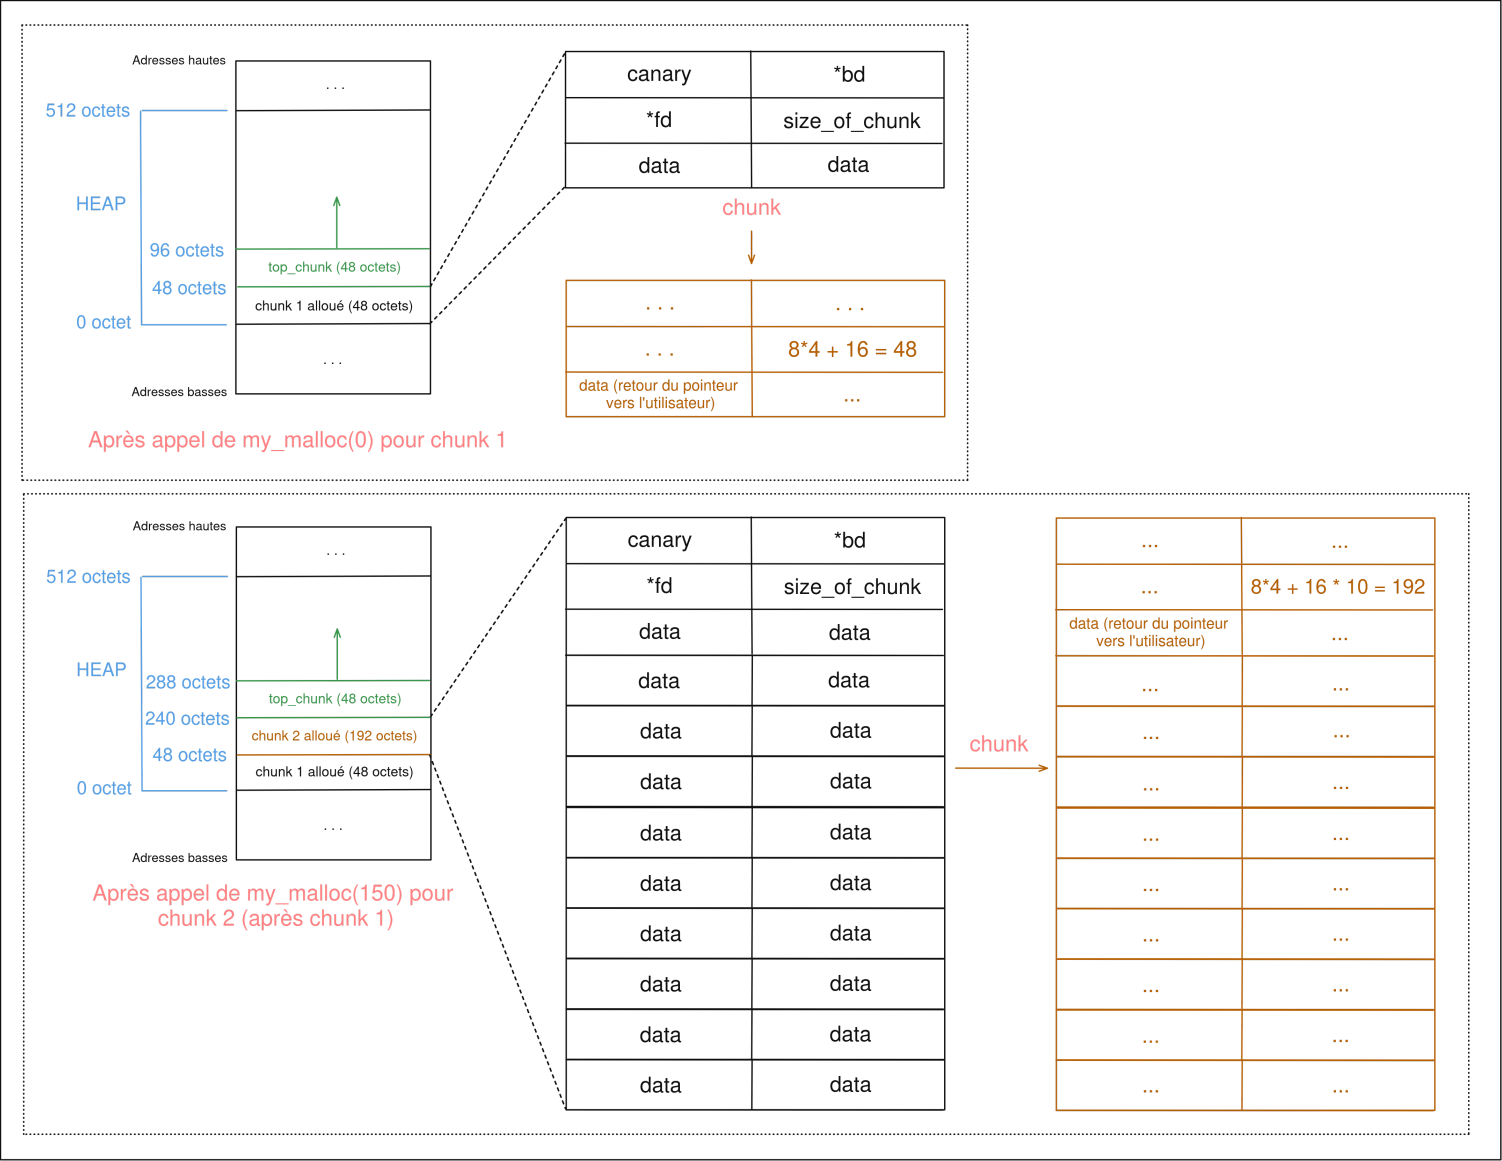 Adresses hautes
. . .
512 octets
HEAP
96 octets
top_chunk (48 octets)
48 octets
chunk 1 alloué (48 octets)
0 octet
. . .
Adresses basses
Après appel de my_malloc(0) pour chunk 1
canary *bd
*fd size_of_chunk
data data
chunk
. . . . . .
. . . 8*4 + 16 = 48
data (retour du pointeur
vers l'utilisateur)
...
Adresses hautes
. . .
512 octets
HEAP
288 octets
top_chunk (48 octets)
240 octets
chunk 2 alloué (192 octets)
48 octets
chunk 1 alloué (48 octets)
0 octet
. . .
Adresses basses
Après appel de my_malloc(150) pour
chunk 2 (après chunk 1)
canary *bd
*fd size_of_chunk
data data
data data
data data
data data
data data
data data
data data
data data
data data
data data
chunk
... ...
... 8*4 + 16 * 10 = 192
data (retour du pointeur
vers l'utilisateur)
...
... ...
... ...
... ...
... ...
... ...
... ...
... ...
... ...
... ...